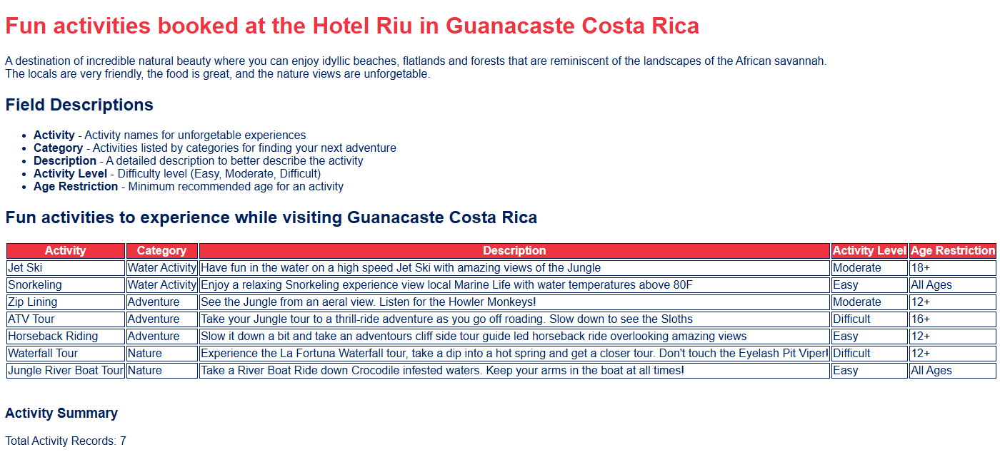 Fun activities booked at the Hotel Riu in Guanacaste Costa Rica
A destination of incredible natural beauty where you can enjoy idyllic beaches, flatlands and forests that are reminiscent of the landscapes of the African savannah.
The locals are very friendly, the food is great, and the nature views are unforgetable.
Field Descriptions
• Activity - Activity names for unforgetable experiences
• Category - Activities listed by categories for finding your next adventure
• Description - A detailed description to better describe the activity
• Activity Level - Difficulty level (Easy, Moderate, Difficult)
• Age Restriction - Minimum recommended age for an activity
Fun activities to experience while visiting Guanacaste Costa Rica
Activity Category Description Activity Level Age Restriction
Jet Ski Water Activity Have fun in the water on a high speed Jet Ski with amazing views of the Jungle Moderate 18+
Snorkeling Water Activity Enjoy a relaxing Snorkeling experience view local Marine Life with water temperatures above 80F Easy All Ages
Zip Lining Adventure See the Jungle from an aeral view. Listen for the Howler Monkeys! Moderate 12+
ATV Tour Adventure Take your Jungle tour to a thrill-ride adventure as you go off roading. Slow down to see the Sloths Difficult 16+
Horseback Riding Adventure Slow it down a bit and take an adventours cliff side tour guide led horseback ride overlooking amazing views Easy 12+
Waterfall Tour Nature Experience the La Fortuna Waterfall tour, take a dip into a hot spring and get a closer tour. Don't touch the Eyelash Pit Viper! Difficult 12+
Jungle River Boat Tour Nature Take a River Boat Ride down Crocodile infested waters. Keep your arms in the boat at all times! Easy All Ages
Activity Summary
Total Activity Records: 7